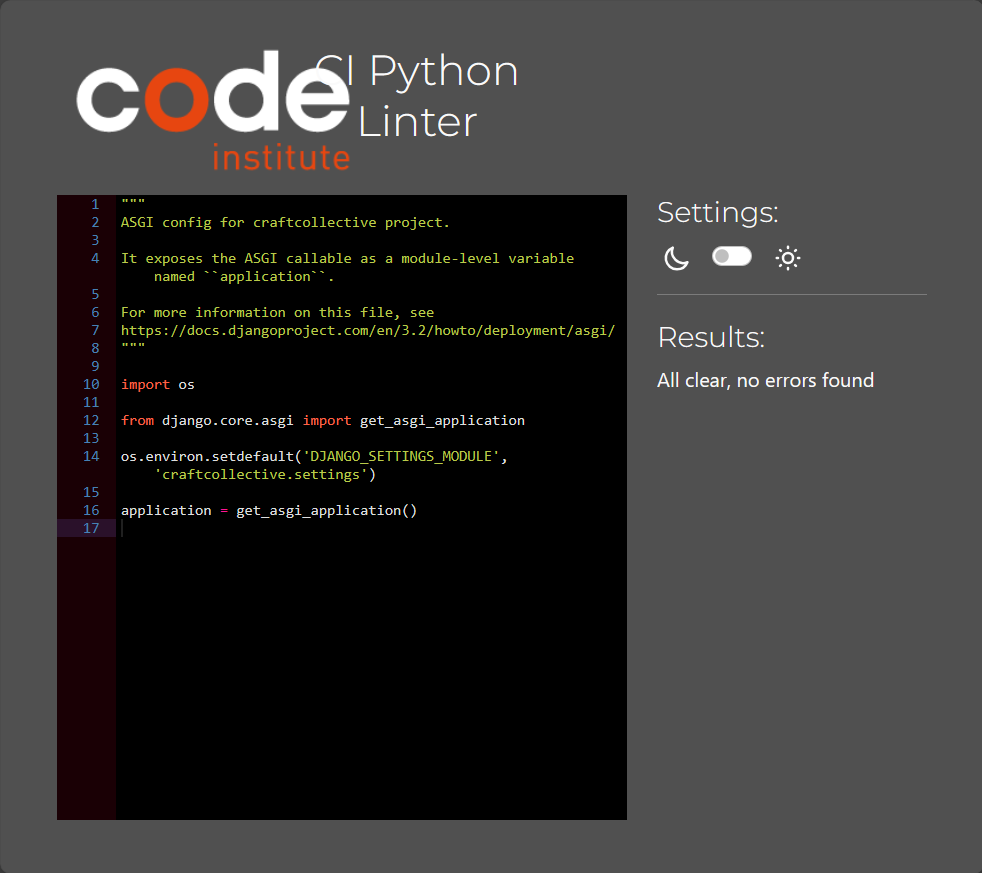 code
institute
CI Python
Linter
1 """
2 ASGI config for craftcollective project.
3
4 It exposes the ASGI callable as a module-level variable
named ``application``.
5
6 For more information on this file, see
7 https://docs.djangoproject.com/en/3.2/howto/deployment/asgi/
8 """
9
10 import os
11
12 from django.core.asgi import get_asgi_application
13
14 os.environ.setdefault('DJANGO_SETTINGS_MODULE',
'craftcollective.settings')
15
16 application = get_asgi_application()
17
Settings:
Results:
All clear, no errors found